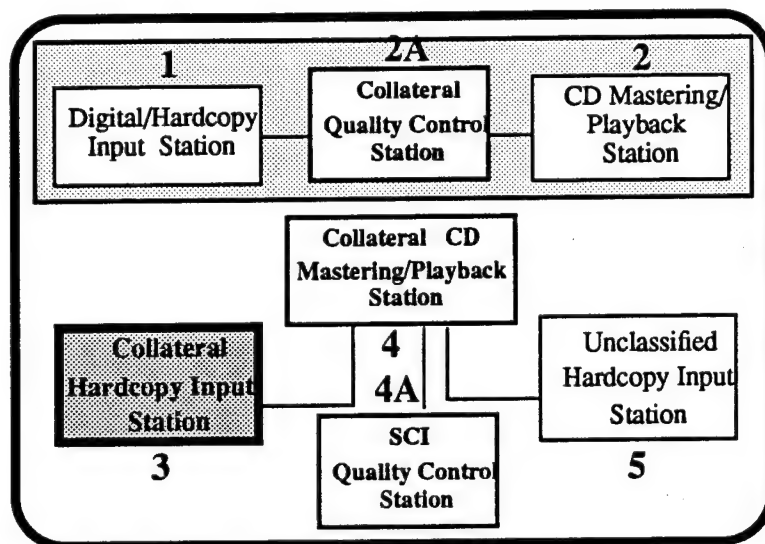 1
2A
2
Digital/Hardcopy
Input Station
Collateral
Quality Control
Station
CD Mastering/
Playback
Station
Collateral CD
Mastering/Playback
Station
4
4A
Collateral
Hardcopy Input
Station
3
SCI
Quality Control
Station
Unclassified
Hardcopy Input
Station
5